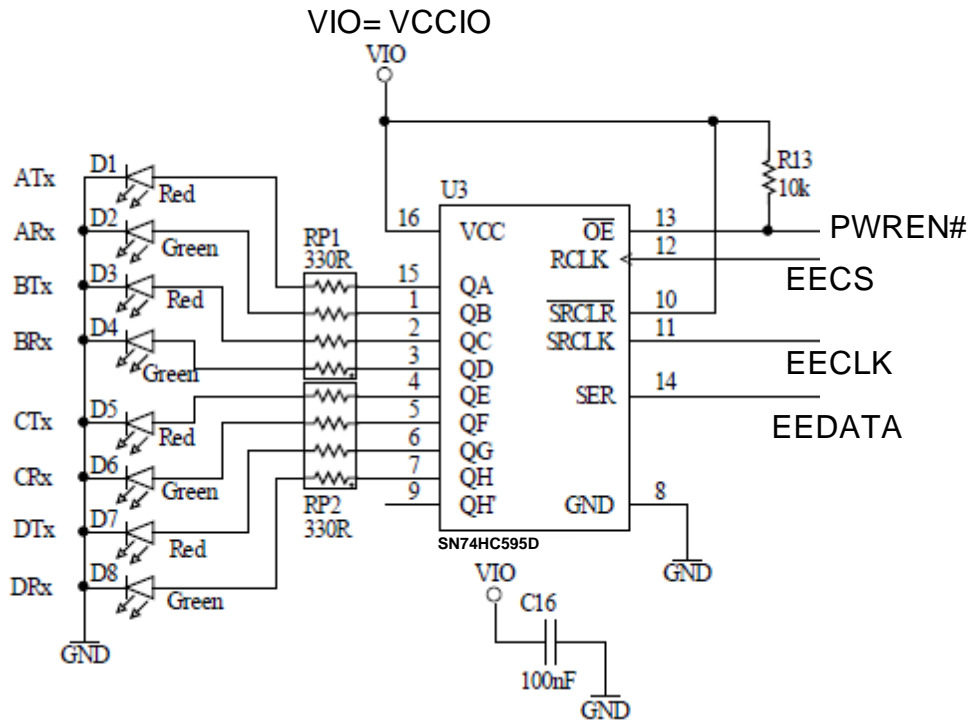 VIO= VCCIO
VIO
ATx D1 Red
ARx D2 Green
BTx D3 Red
BRx D4 Green
CTx D5 Red
CRx D6 Green
DTx D7 Red
DRx D8 Green
GND
RP1
330R
RP2
330R
U3
16 VCC
15 QA
1 QB
2 QC
3 QD
4 QE
5 QF
6 QG
7 QH
9 QH'
OE 13
RCLK 12
SRCLR 10
SRCLK 11
SER 14
GND 8
SN74HC595D
R13
10k
PWREN#
EECS
EECLK
EEDATA
GND
VIO
C16
100nF
GND